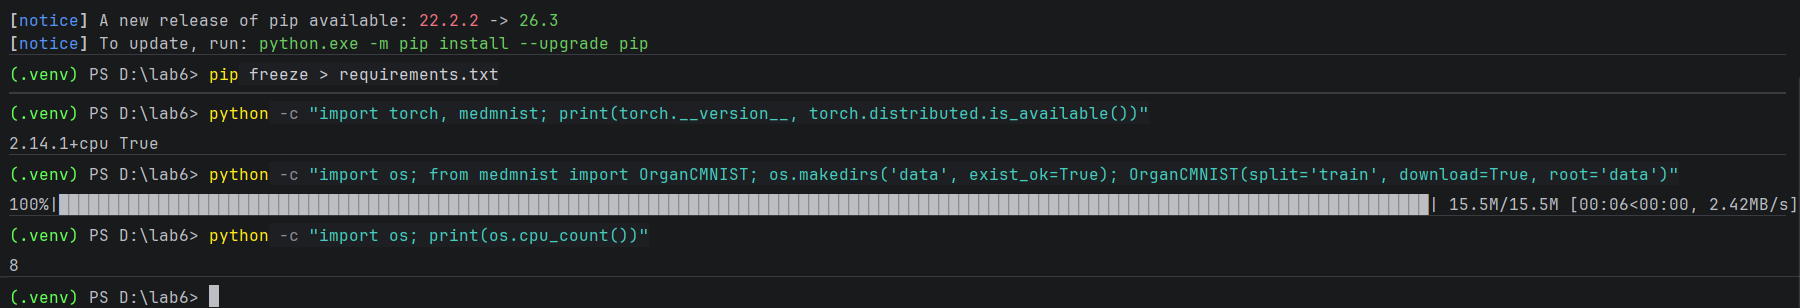 [notice] A new release of pip available: 22.2.2 -> 26.3
[notice] To update, run: python.exe -m pip install --upgrade pip
(.venv) PS D:\lab6> pip freeze > requirements.txt
(.venv) PS D:\lab6> python -c "import torch, medmnist; print(torch.__version__, torch.distributed.is_available())"
2.14.1+cpu True
(.venv) PS D:\lab6> python -c "import os; from medmnist import OrganCMNIST; os.makedirs('data', exist_ok=True); OrganCMNIST(split='train', download=True, root='data')"
100%|| 15.5M/15.5M [00:06<00:00, 2.42MB/s]
(.venv) PS D:\lab6> python -c "import os; print(os.cpu_count())"
8
(.venv) PS D:\lab6>